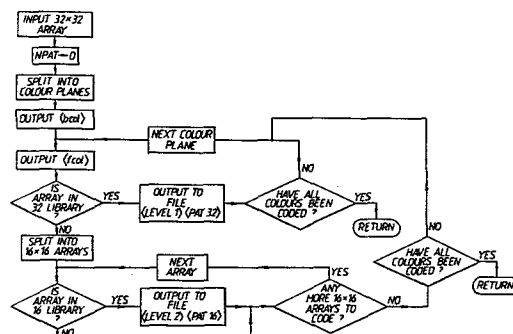 INPUT 32×32
ARRAY
NPAT←0
SPLIT INTO
COLOUR PLANES
OUTPUT ⟨bcol⟩
NEXT COLOUR
PLANE
OUTPUT ⟨fcol⟩
NO
IS
ARRAY IN
32 LIBRARY
?
YES
OUTPUT TO
FILE
⟨LEVEL 1⟩ ⟨PAT 32⟩
HAVE ALL
COLOURS BEEN
CODED ?
YES
RETURN
NO
NO
SPLIT INTO
16×16 ARRAYS
NEXT
ARRAY
YES
HAVE ALL
COLOURS BEEN
CODED ?
YES
RETURN
IS
ARRAY IN
16 LIBRARY
?
YES
OUTPUT TO
FILE
⟨LEVEL 2⟩ ⟨PAT 16⟩
ANY
MORE 16×16
ARRAYS TO
CODE ?
NO
NO